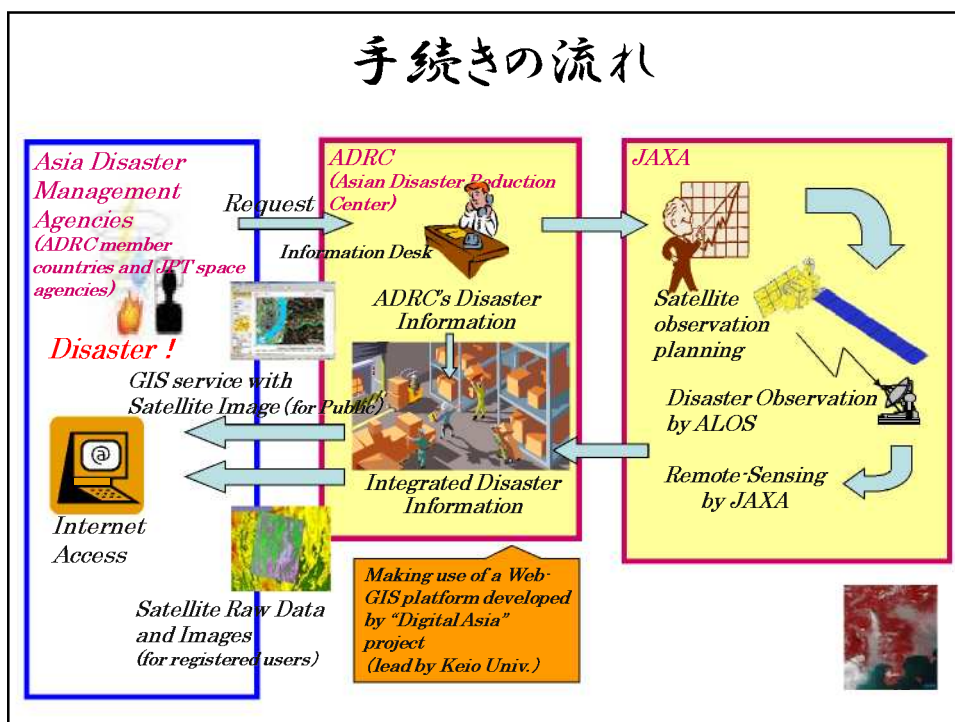 手続きの流れ
Asia Disaster
Management
Agencies
(ADRC member
countries and JPT space
agencies)
Disaster !
Request
ADRC
(Asian Disaster Reduction
Center)
Information Desk
ADRC's Disaster
Information
Integrated Disaster
Information
JAXA
Satellite
observation
planning
Disaster Observation
by ALOS
Remote-Sensing
by JAXA
GIS service with
Satellite Image (for Public)
@
Internet
Access
Satellite Raw Data
and Images
(for registered users)
Making use of a Web-
GIS platform developed
by “Digital Asia”
project
(lead by Keio Univ.)